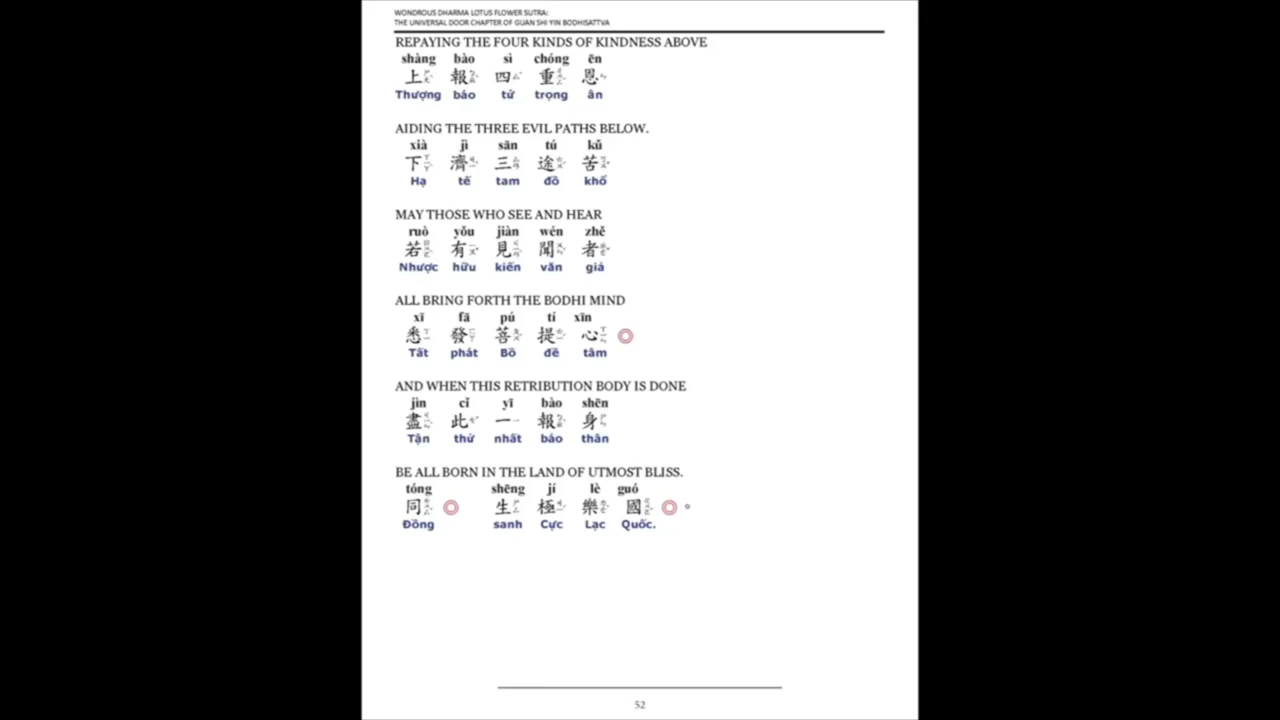 WONDROUS DHARMA LOTUS FLOWER SUTRA:
THE UNIVERSAL DOOR CHAPTER OF GUAN SHI YIN BODHISATTVA
REPAYING THE FOUR KINDS OF KINDNESS ABOVE
shàng bào sì chóng ēn
上 報 四 重 恩
Thượng báo tứ trọng ân
AIDING THE THREE EVIL PATHS BELOW.
xià jì sān tú kǔ
下 濟 三 途 苦
Hạ tế tam đồ khổ
MAY THOSE WHO SEE AND HEAR
ruò yǒu jiàn wén zhě
若 有 見 聞 者
Nhược hữu kiến văn giả
ALL BRING FORTH THE BODHI MIND
xī fā pú tí xīn
悉 發 菩 提 心
Tất phát Bồ đề tâm
AND WHEN THIS RETRIBUTION BODY IS DONE
jìn cǐ yī bào shēn
盡 此 一 報 身
Tận thử nhất báo thân
BE ALL BORN IN THE LAND OF UTMOST BLISS.
tóng shēng jí lè guó
同 生 極 樂 國 。
Đồng sanh Cực Lạc Quốc.
52